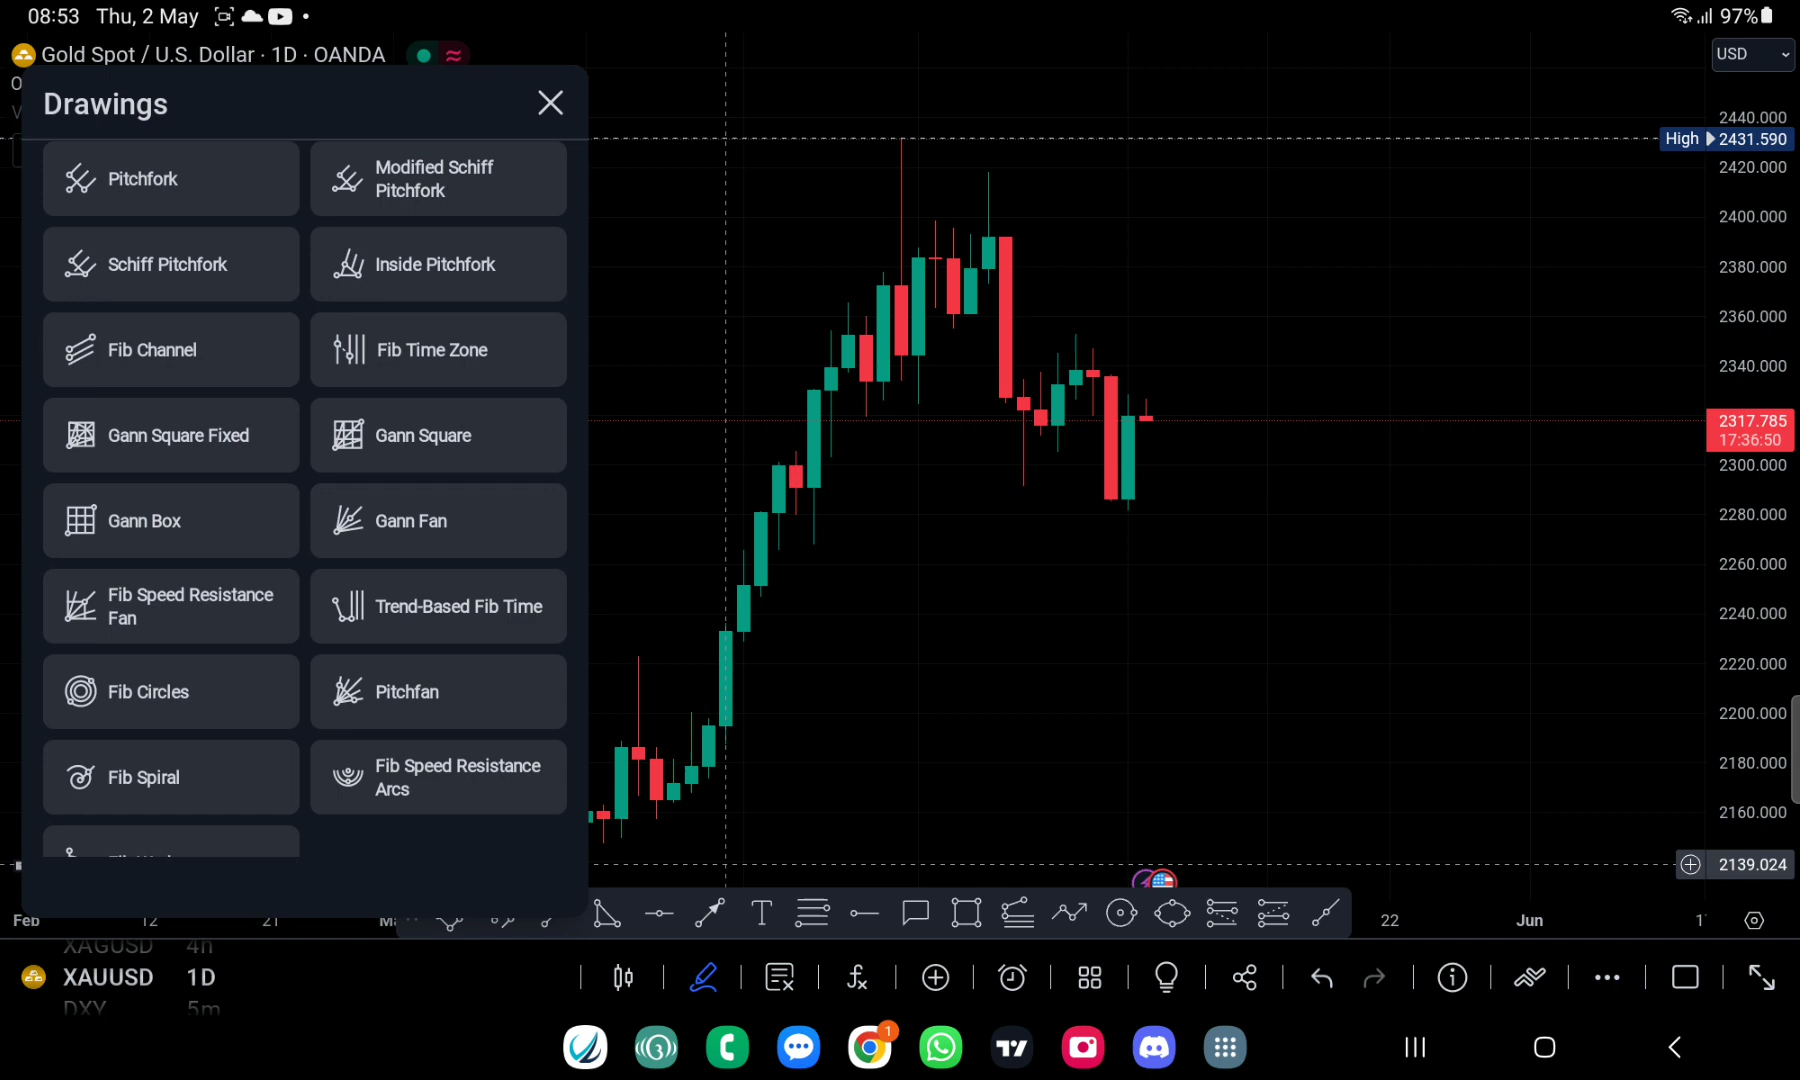 08:53 Thu, 2 May
97%
Gold Spot / U.S. Dollar · 1D · OANDA
USD
Drawings
Pitchfork
Modified Schiff
Pitchfork
Schiff Pitchfork
Inside Pitchfork
Fib Channel
Fib Time Zone
Gann Square Fixed
Gann Square
Gann Box
Gann Fan
Fib Speed Resistance
Fan
Trend-Based Fib Time
Fib Circles
Pitchfan
Fib Spiral
Fib Speed Resistance
Arcs
2440.000
High 2431.590
2420.000
2400.000
2380.000
2360.000
2340.000
2317.785
17:36:50
2300.000
2280.000
2260.000
2240.000
2220.000
2200.000
2180.000
2160.000
2139.024
Feb 12 21 22 Jun
XAGUSD 4h
XAUUSD 1D
DXY 5m
1